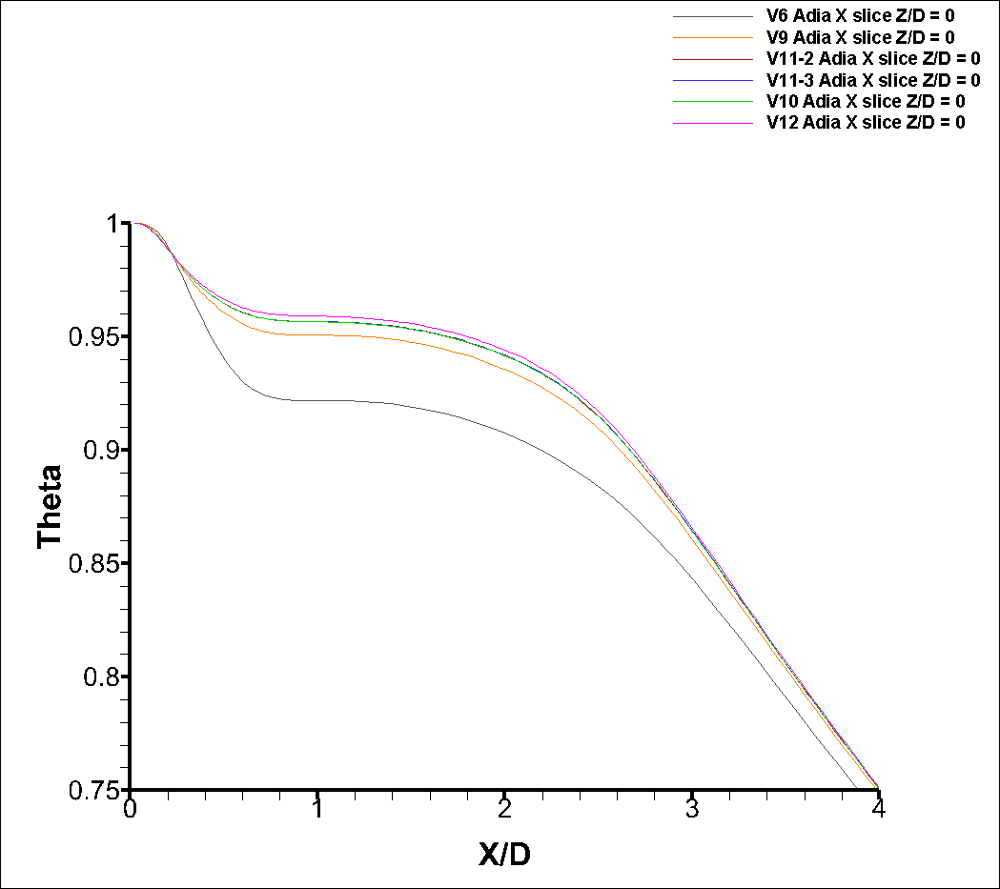 V6 Adia X slice Z/D = 0
V9 Adia X slice Z/D = 0
V11-2 Adia X slice Z/D = 0
V11-3 Adia X slice Z/D = 0
V10 Adia X slice Z/D = 0
V12 Adia X slice Z/D = 0
1
0.95
0.9
0.85
0.8
0.75
Theta
0 1 2 3 4
X/D